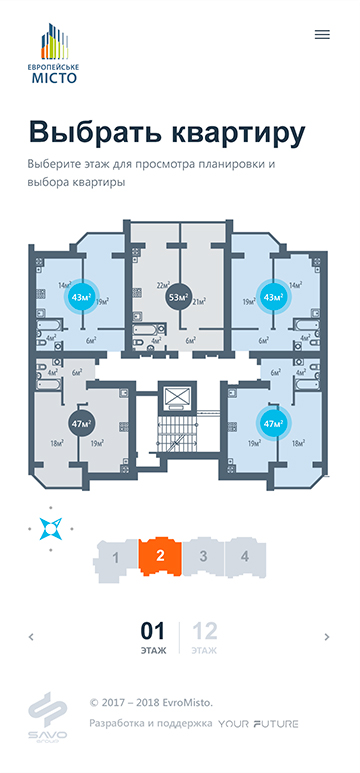 ЕВРОПЕЙСЬКЕ
МІСТО
Выбрать квартиру
Выберите этаж для просмотра планировки и
выбора квартиры
22м²
14м² 43м² 19м² 53м² 21м² 19м² 43м² 14м²
4м² 6м² 4м² 6м² 6м² 4м²
4м² 6м² 6м² 4м²
47м² 47м²
18м² 19м² 19м² 18м²
1 2 3 4
01 12
ЭТАЖ ЭТАЖ
© 2017 – 2018 EvroMisto.
Разработка и поддержка YOUR FUTURE
SAVO
GROUP